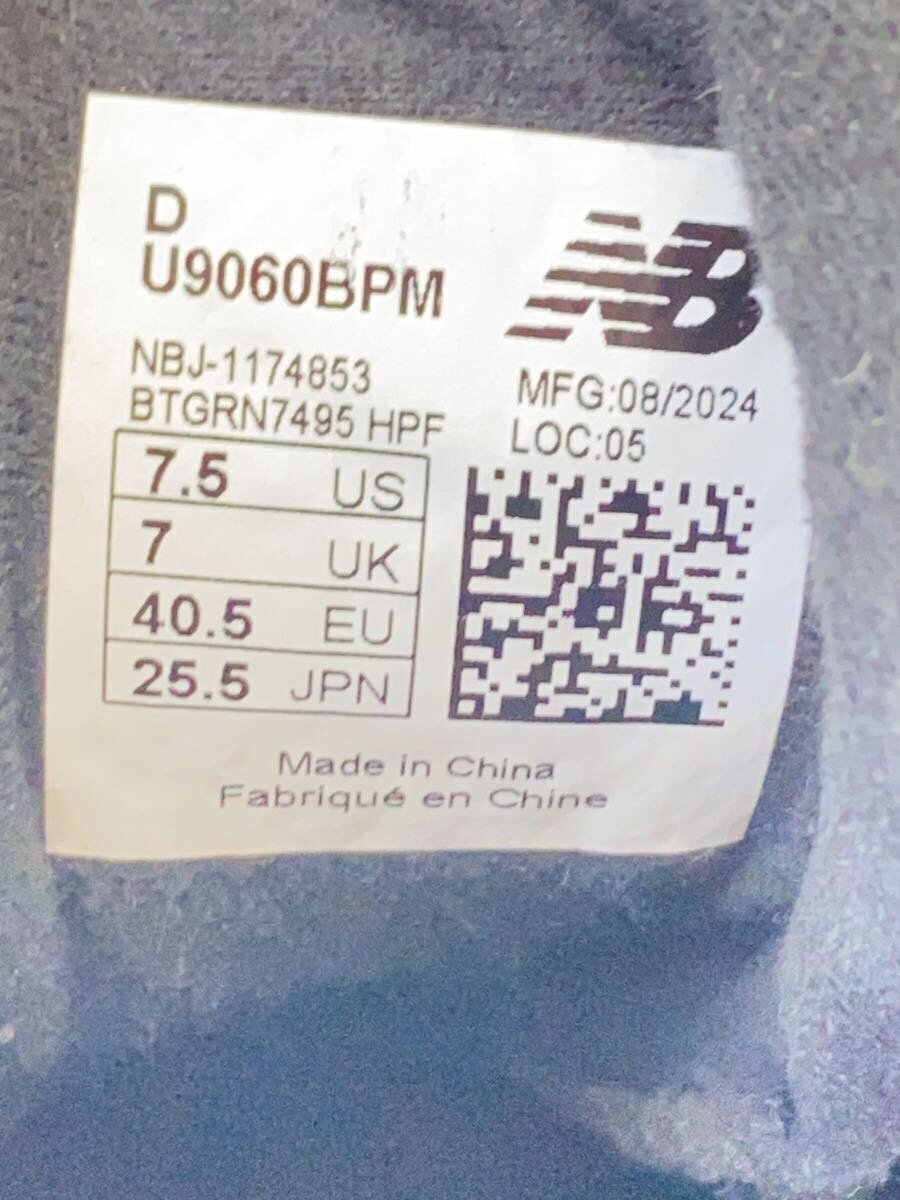 D
U9060BPM
NB
NBJ-1174853
BTGRN7495 HPF
MFG:08/2024
LOC:05
7.5 US
7 UK
40.5 EU
25.5 JPN
Made in China
Fabriqué en Chine